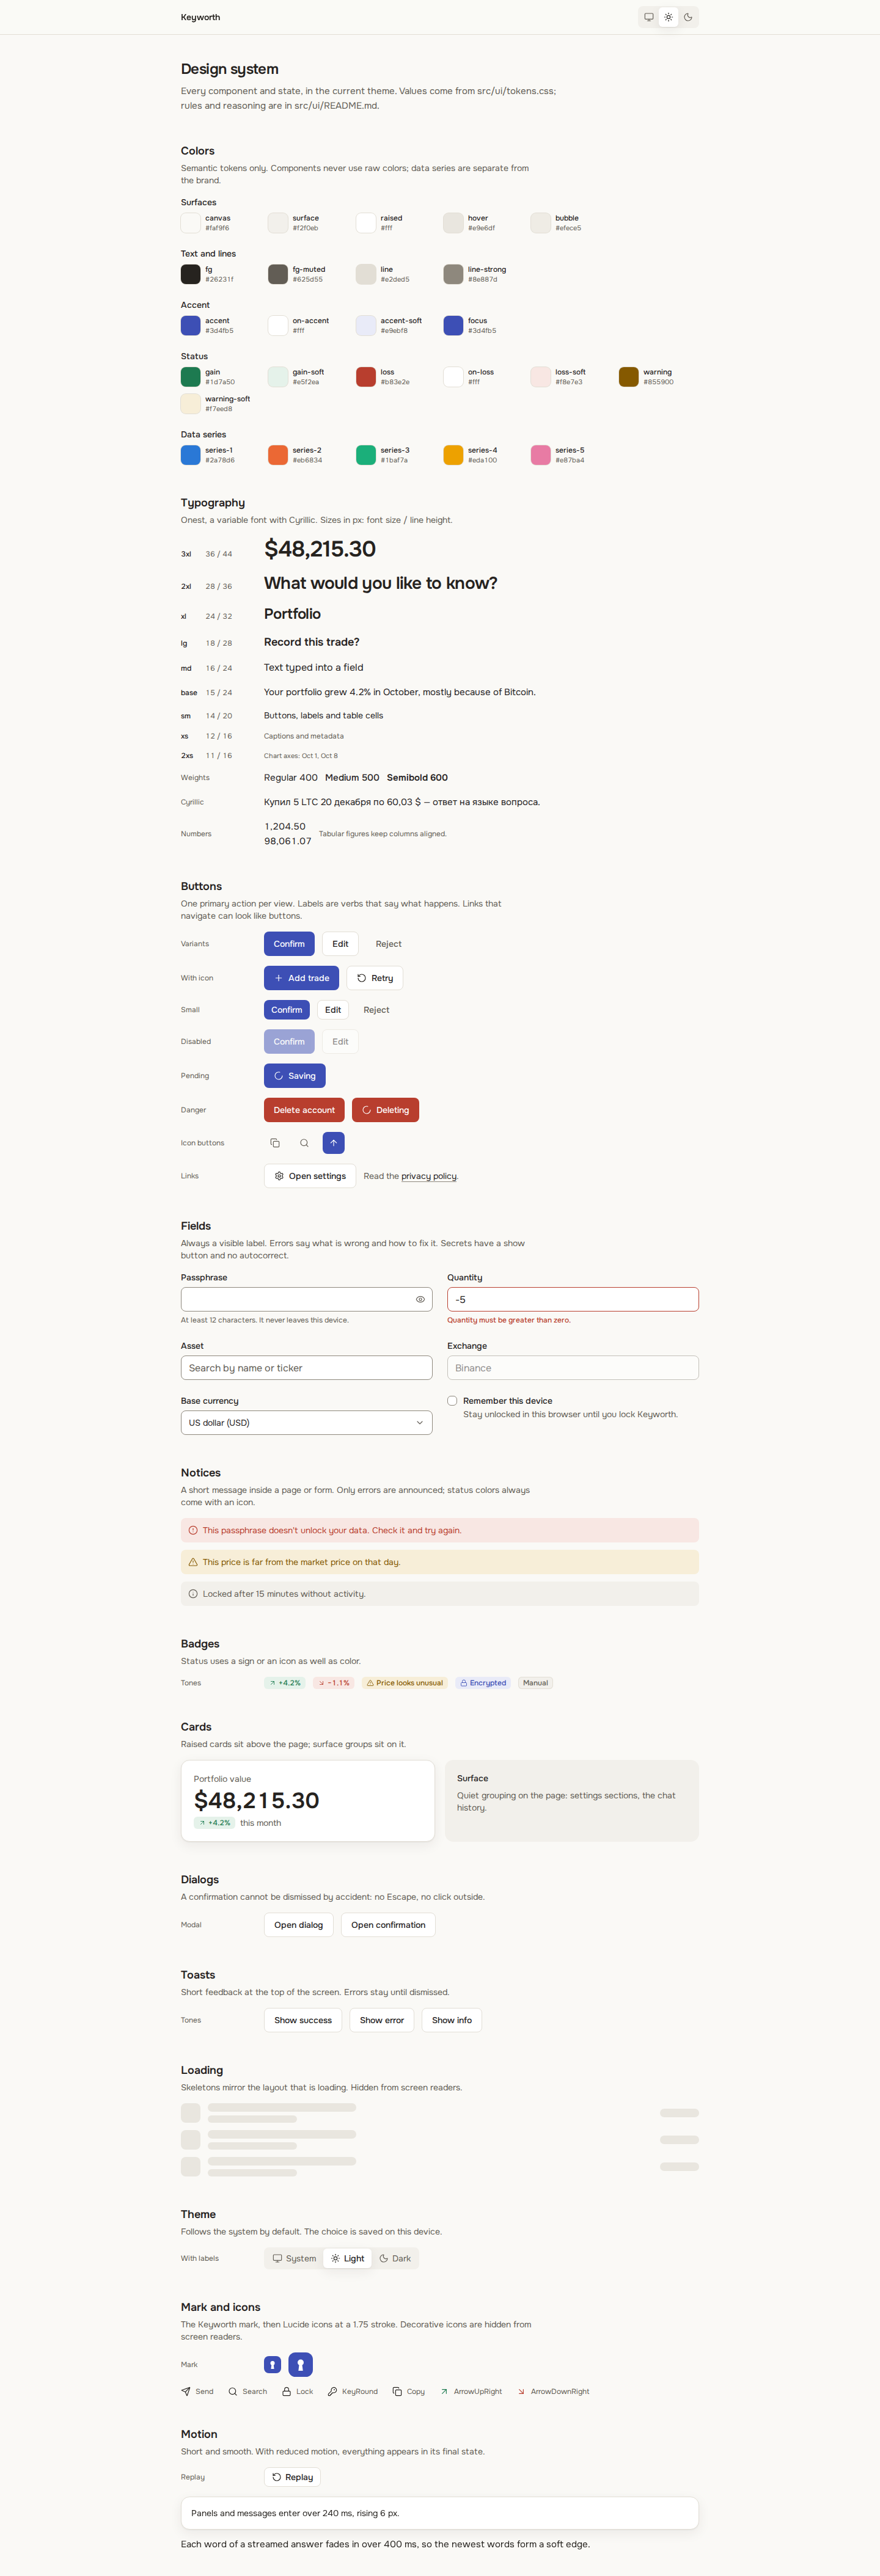 Keyworth
Design system
Every component and state, in the current theme. Values come from src/ui/tokens.css;
rules and reasoning are in src/ui/README.md.
Colors
Semantic tokens only. Components never use raw colors; data series are separate from
the brand.
Surfaces
canvas surface raised hover bubble
#faf9f6 #f2f0eb #fff #e9e6df #efece5
Text and lines
fg fg-muted line line-strong
#26231f #625d55 #e2ded5 #8e887d
Accent
accent on-accent accent-soft focus
#3d4fb5 #fff #e9ebf8 #3d4fb5
Status
gain gain-soft loss on-loss loss-soft warning
#1d7a50 #e5f2ea #b83e2e #fff #f8e7e3 #855900
warning-soft
#f7eed8
Data series
series-1 series-2 series-3 series-4 series-5
#2a78d6 #eb6834 #1baf7a #eda100 #e87ba4
Typography
Onest, a variable font with Cyrillic. Sizes in px: font size / line height.
3xl 36 / 44 $48,215.30
2xl 28 / 36 What would you like to know?
xl 24 / 32 Portfolio
lg 18 / 28 Record this trade?
md 16 / 24 Text typed into a field
base 15 / 24 Your portfolio grew 4.2% in October, mostly because of Bitcoin.
sm 14 / 20 Buttons, labels and table cells
xs 12 / 16 Captions and metadata
2xs 11 / 16 Chart axes: Oct 1, Oct 8
Weights Regular 400 Medium 500 Semibold 600
Cyrillic Купил 5 LTC 20 декабря по 60,03 $ — ответ на языке вопроса.
Numbers 1,204.50 Tabular figures keep columns aligned.
98,061.07
Buttons
One primary action per view. Labels are verbs that say what happens. Links that
navigate can look like buttons.
Variants Confirm Edit Reject
With icon Add trade Retry
Small Confirm Edit Reject
Disabled Confirm Edit
Pending Saving
Danger Delete account Deleting
Icon buttons
Links Open settings Read the privacy policy.
Fields
Always a visible label. Errors say what is wrong and how to fix it. Secrets have a show
button and no autocorrect.
Passphrase Quantity
-5
At least 12 characters. It never leaves this device. Quantity must be greater than zero.
Asset Exchange
Search by name or ticker Binance
Base currency Remember this device
Stay unlocked in this browser until you lock Keyworth.
US dollar (USD)
Notices
A short message inside a page or form. Only errors are announced; status colors always
come with an icon.
This passphrase doesn't unlock your data. Check it and try again.
This price is far from the market price on that day.
Locked after 15 minutes without activity.
Badges
Status uses a sign or an icon as well as color.
Tones +4.2% −1.1% Price looks unusual Encrypted Manual
Cards
Raised cards sit above the page; surface groups sit on it.
Portfolio value
$48,215.30
+4.2% this month
Surface
Quiet grouping on the page: settings sections, the chat
history.
Dialogs
A confirmation cannot be dismissed by accident: no Escape, no click outside.
Modal Open dialog Open confirmation
Toasts
Short feedback at the top of the screen. Errors stay until dismissed.
Tones Show success Show error Show info
Loading
Skeletons mirror the layout that is loading. Hidden from screen readers.
Theme
Follows the system by default. The choice is saved on this device.
With labels System Light Dark
Mark and icons
The Keyworth mark, then Lucide icons at a 1.75 stroke. Decorative icons are hidden from
screen readers.
Mark
Send Search Lock KeyRound Copy ArrowUpRight ArrowDownRight
Motion
Short and smooth. With reduced motion, everything appears in its final state.
Replay Replay
Panels and messages enter over 240 ms, rising 6 px.
Each word of a streamed answer fades in over 400 ms, so the newest words form a soft edge.